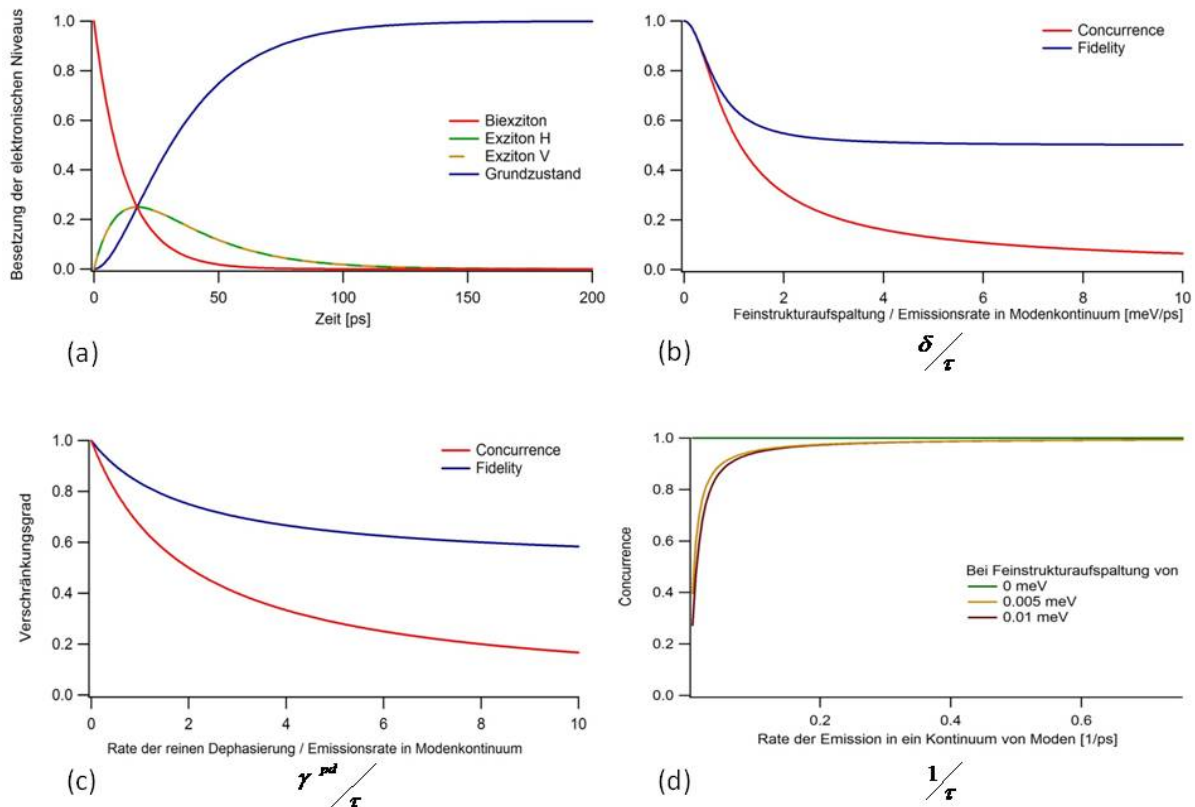 1.0
0.8
0.6
0.4
0.2
0.0
Besetzung der elektronischen Niveaus
Biexziton
Exziton H
Exziton V
Grundzustand
0
50
100
150
200
Zeit [ps]
(a)
1.0
0.8
0.6
0.4
0.2
0.0
Concurrence
Fidelity
0
2
4
6
8
10
Feinstrukturaufspaltung / Emissionsrate in Modenkontinuum [meV/ps]
(b)
δ/τ
1.0
0.8
0.6
0.4
0.2
0.0
Verschränkungsgrad
Concurrence
Fidelity
0
2
4
6
8
10
Rate der reinen Dephasierung / Emissionsrate in Modenkontinuum
(c)
γ pd/τ
1.0
0.8
0.6
0.4
0.2
0.0
Concurrence
Bei Feinstrukturaufspaltung von
0 meV
0.005 meV
0.01 meV
0.2
0.4
0.6
Rate der Emission in ein Kontinuum von Moden [1/ps]
(d)
1/τ